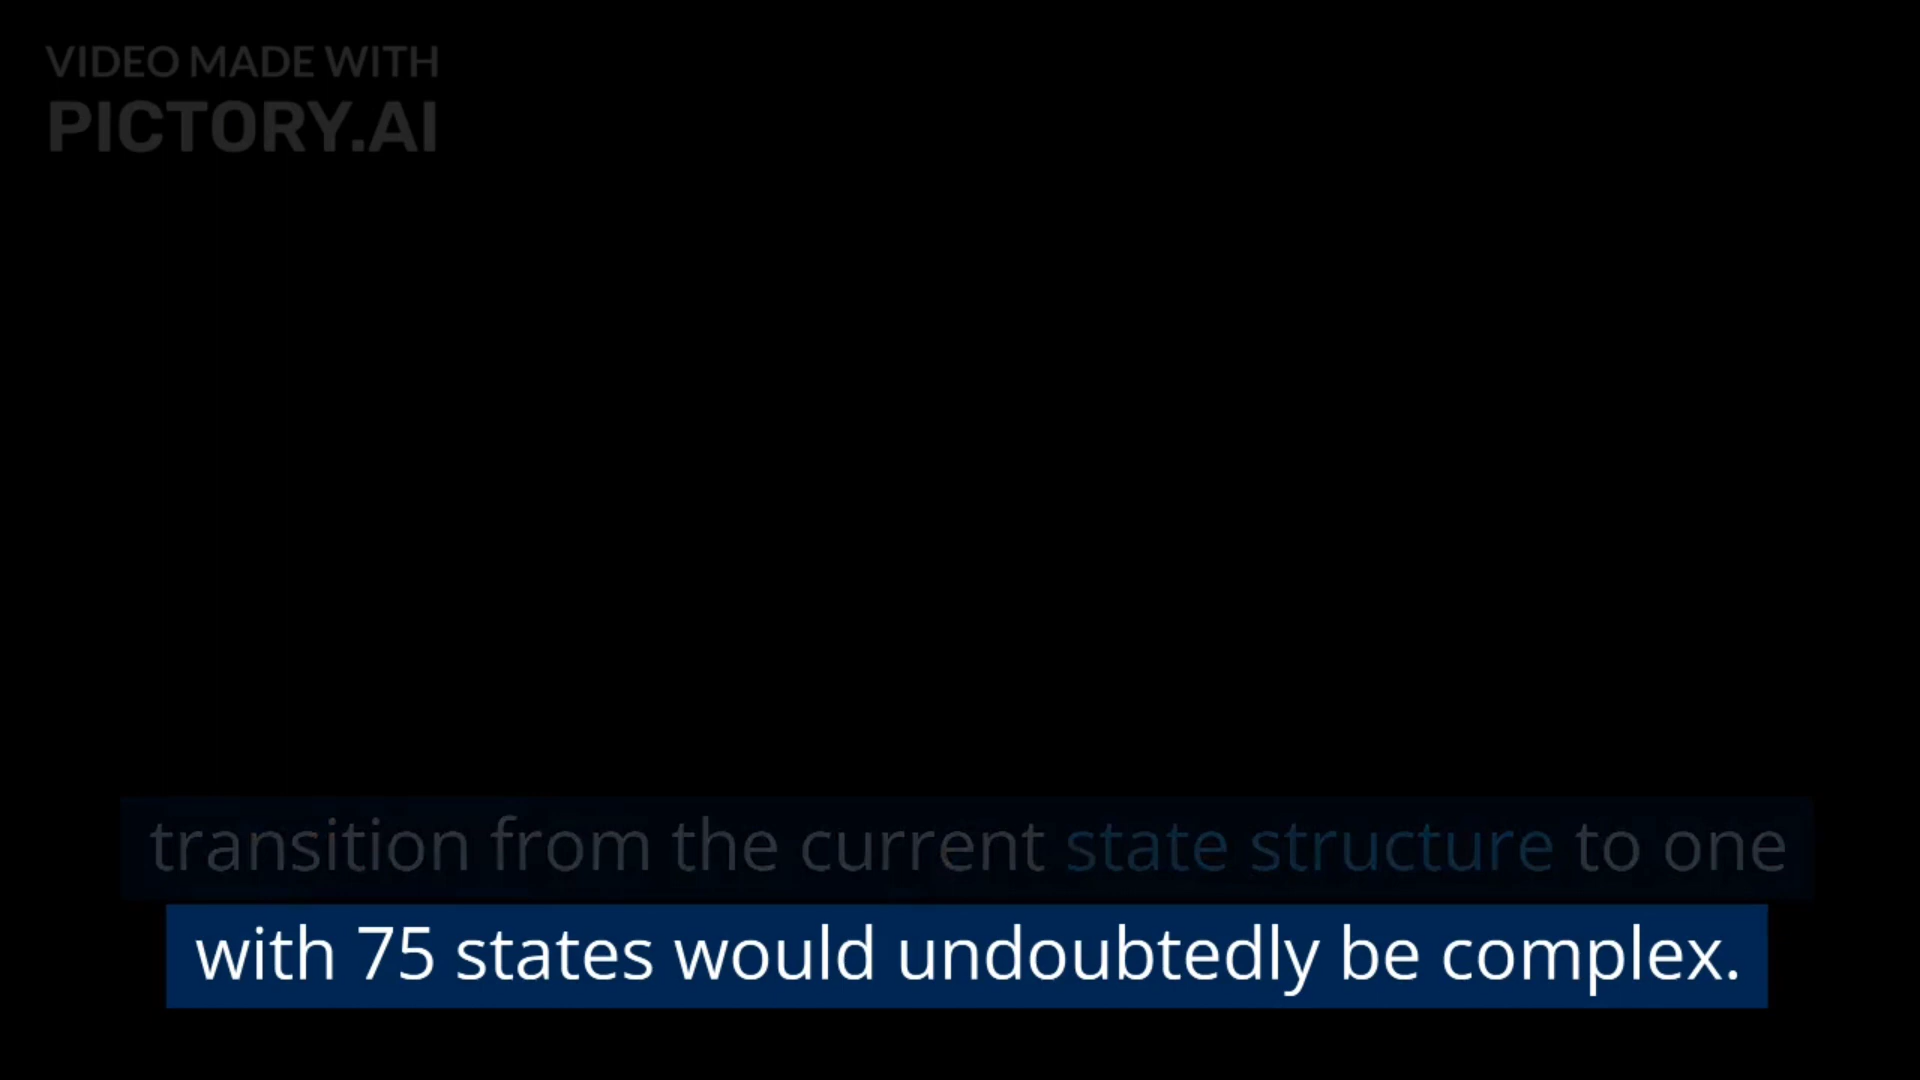 VIDEO MADE WITH
PICTORY.AI
transition from the current state structure to one
with 75 states would undoubtedly be complex.